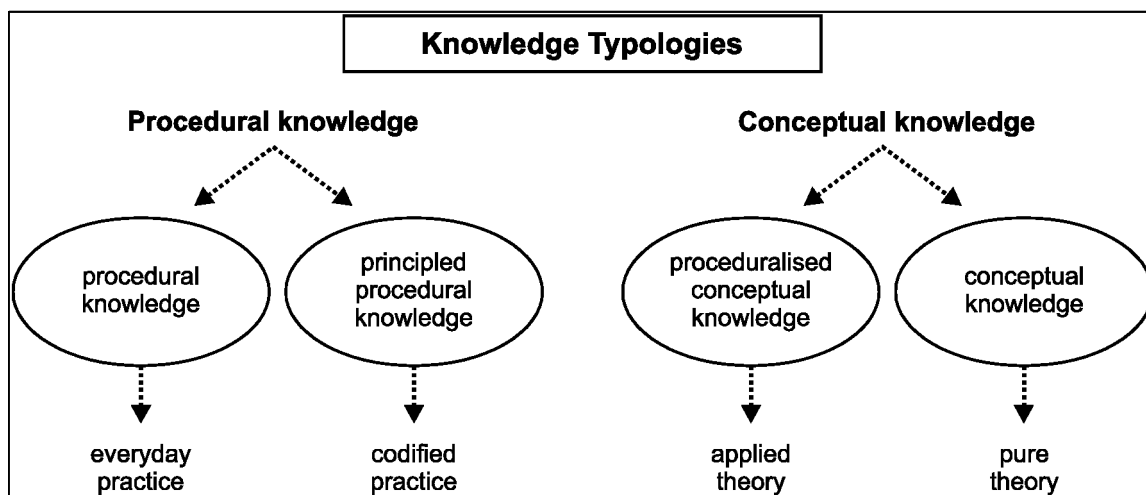 Knowledge Typologies
Procedural knowledge
Conceptual knowledge
procedural
knowledge
principled
procedural
knowledge
proceduralised
conceptual
knowledge
conceptual
knowledge
everyday
practice
codified
practice
applied
theory
pure
theory